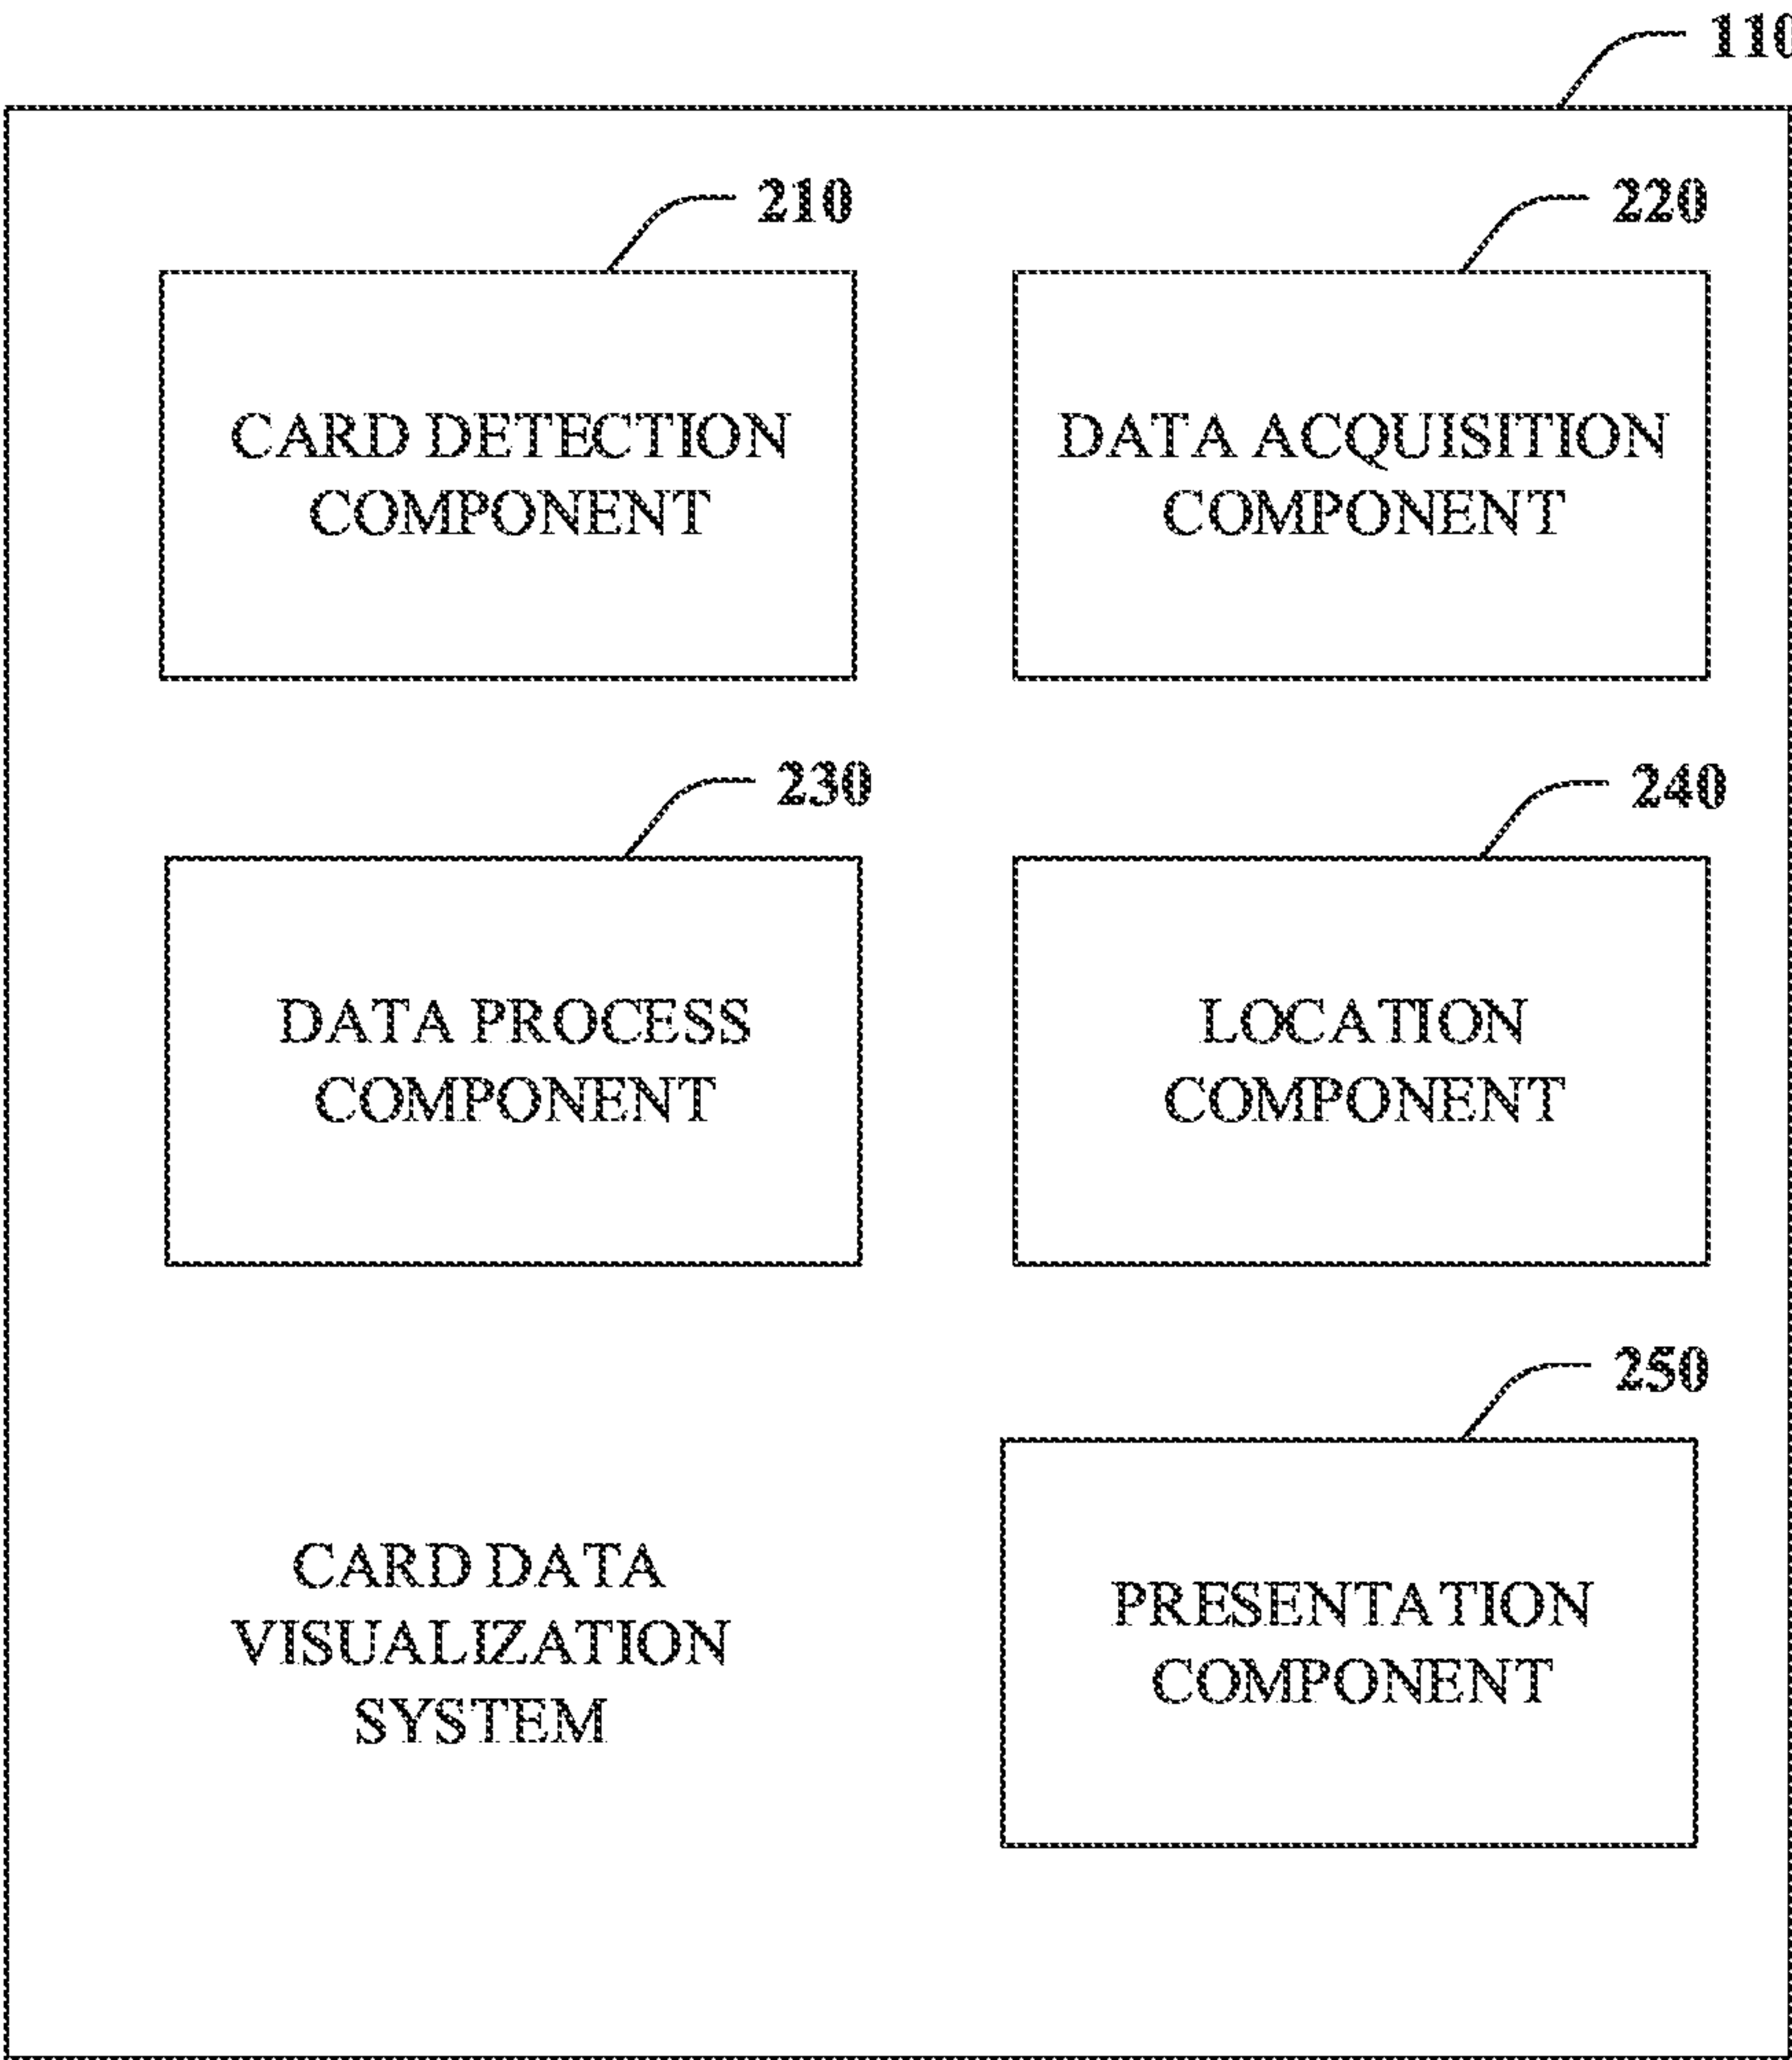 110
210
220
CARD DETECTION
COMPONENT
DATA ACQUISITION
COMPONENT
230
240
DATA PROCESS
COMPONENT
LOCATION
COMPONENT
250
CARD DATA
VISUALIZATION
SYSTEM
PRESENTATION
COMPONENT